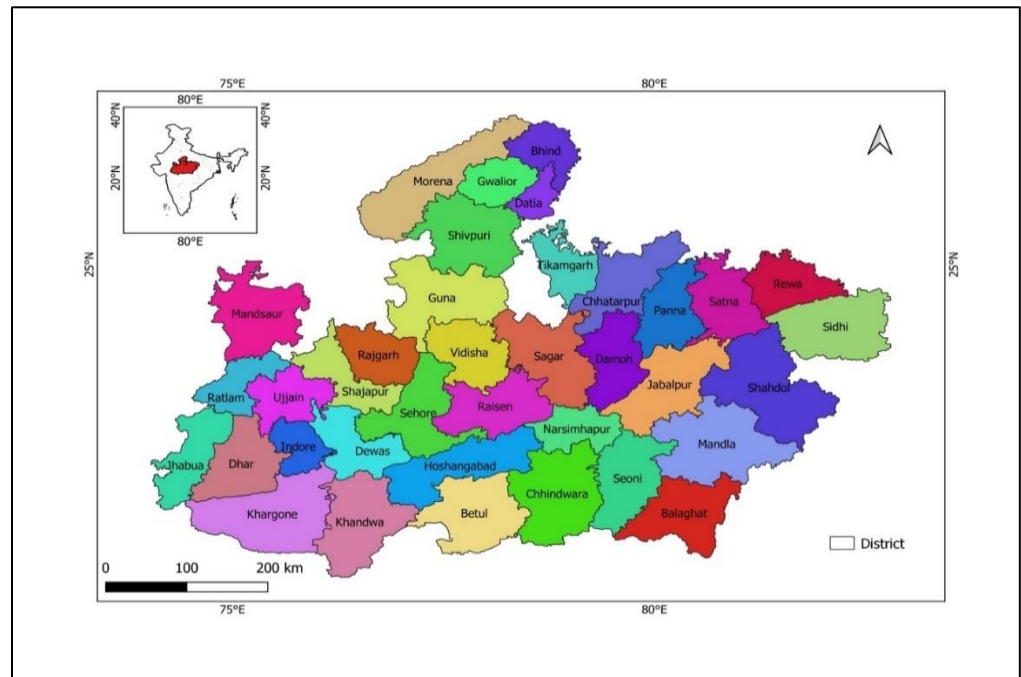 75°E
80°E
80°E
40°N
40°N
20°N
20°N
80°E
25°N
25°N
Bhind
Morena
Gwalior
Datia
Shivpuri
Tikamgarh
Guna
Chhatarpur
Panna
Satna
Rewa
Mandsaur
Sidhi
Rajgarh
Vidisha
Sagar
Damoh
Jabalpur
Shahdol
Ratlam
Ujjain
Shajapur
Sehore
Raisen
Narsimhapur
Mandla
Jhabua
Dhar
Indore
Dewas
Hoshangabad
Seoni
Chhindwara
Khargone
Khandwa
Betul
Balaghat
District
0 100 200 km
75°E
80°E